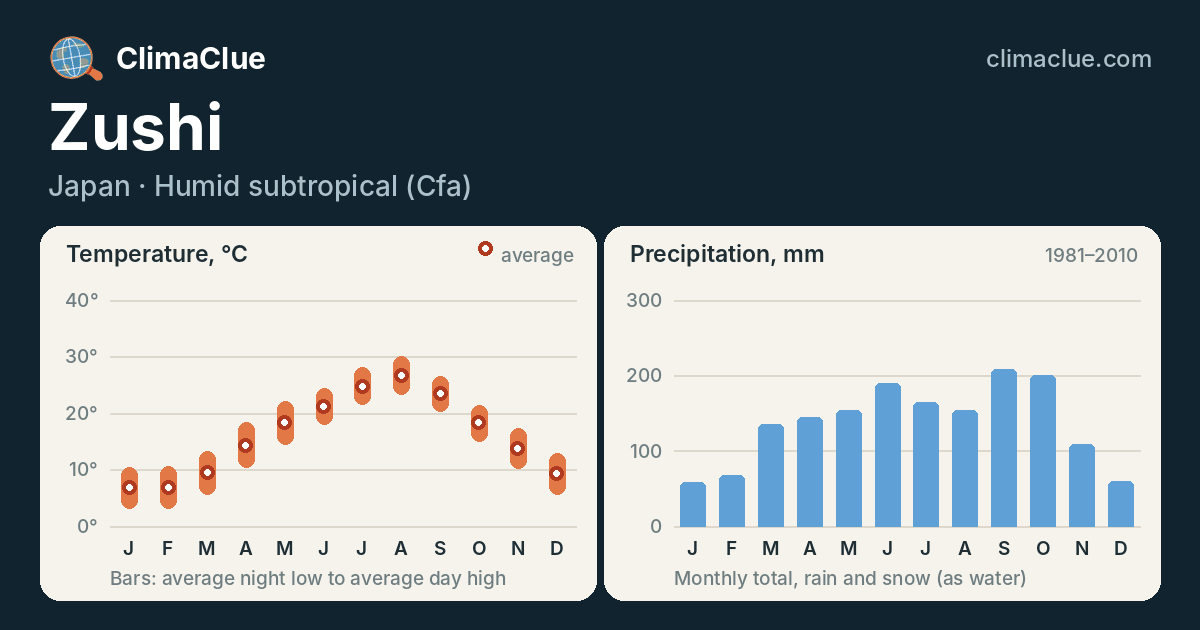 ClimaClue
climaclue.com
Zushi
Japan · Humid subtropical (Cfa)
Temperature, °C
average
40°
30°
20°
10°
0°
J F M A M J J A S O N D
Bars: average night low to average day high
Precipitation, mm
1981–2010
300
200
100
0
J F M A M J J A S O N D
Monthly total, rain and snow (as water)